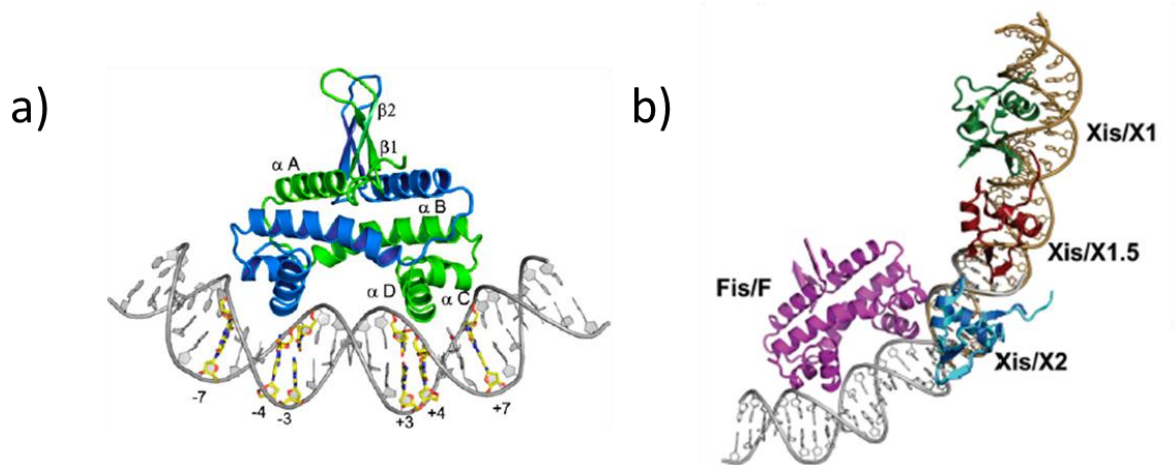 a)
β2
β1
α A
α B
α D
α C
-7
-4
-3
+3
+4
+7
b)
Xis/X1
Xis/X1.5
Fis/F
Xis/X2